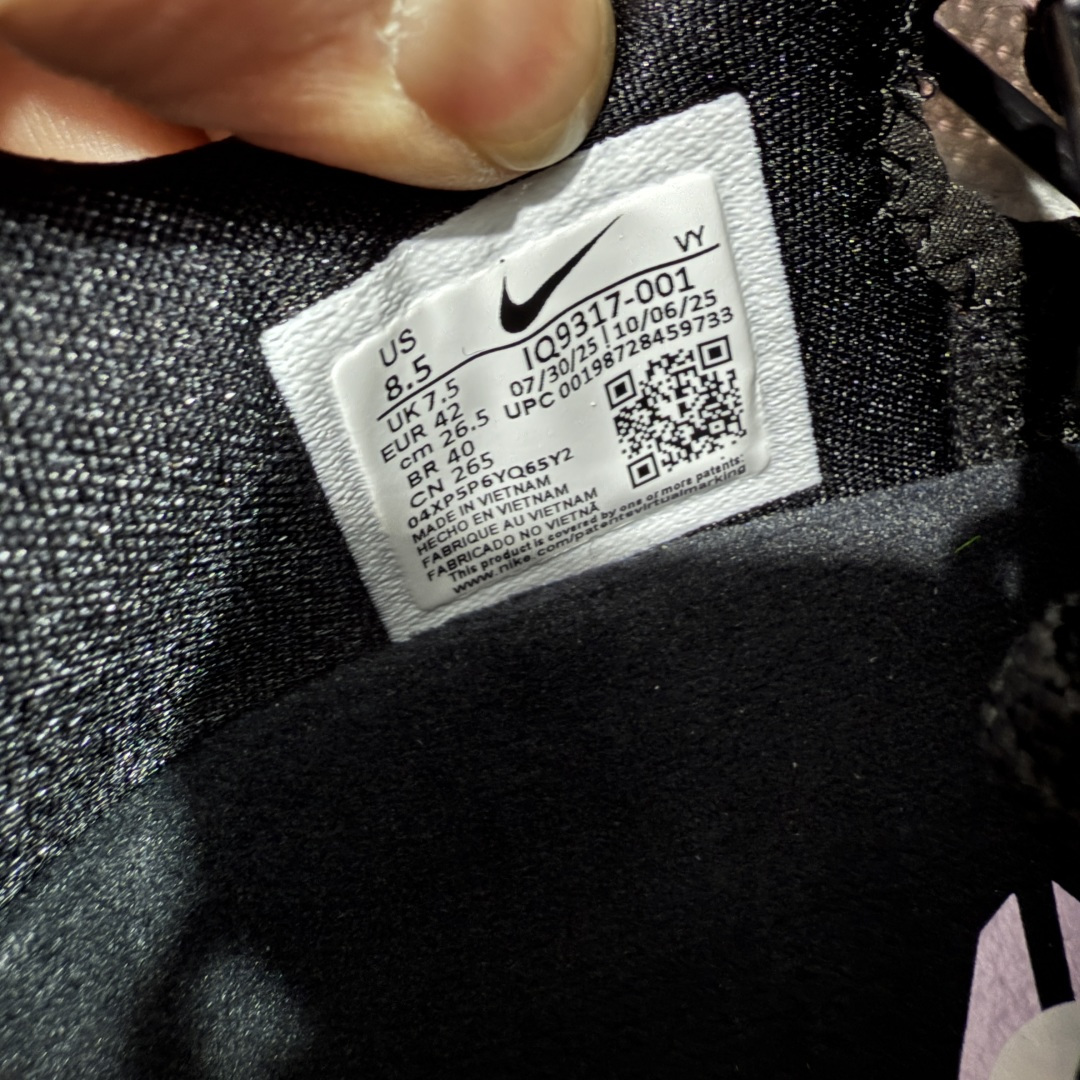 US
8.5
UK 7.5
EUR 42
cm 26.5
BR 40
CN 265
04XP5P6YQ65Y2
MADE IN VIETNAM
HECHO EN VIETNAM
FABRIQUE AU VIETNAM
FABRICADO NO VIETNÃ
This product is covered by one or more patents:
www.nike.com/patentsvirtualmarking
VY
IQ9317-001
07/30/25 | 10/06/25
UPC 00198728459733